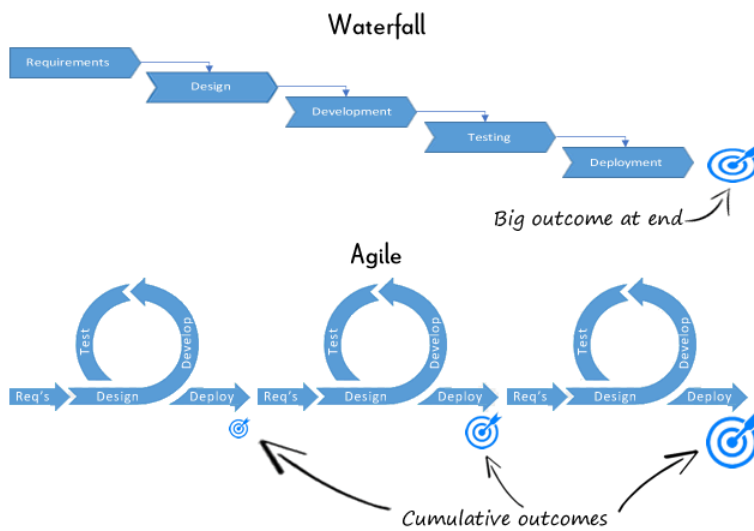 Waterfall
Requirements
Design
Development
Testing
Deployment
Big outcome at end
Agile
Test
Develop
Req's
Design
Deploy
Test
Develop
Req's
Design
Deploy
Test
Develop
Req's
Design
Deploy
Cumulative outcomes